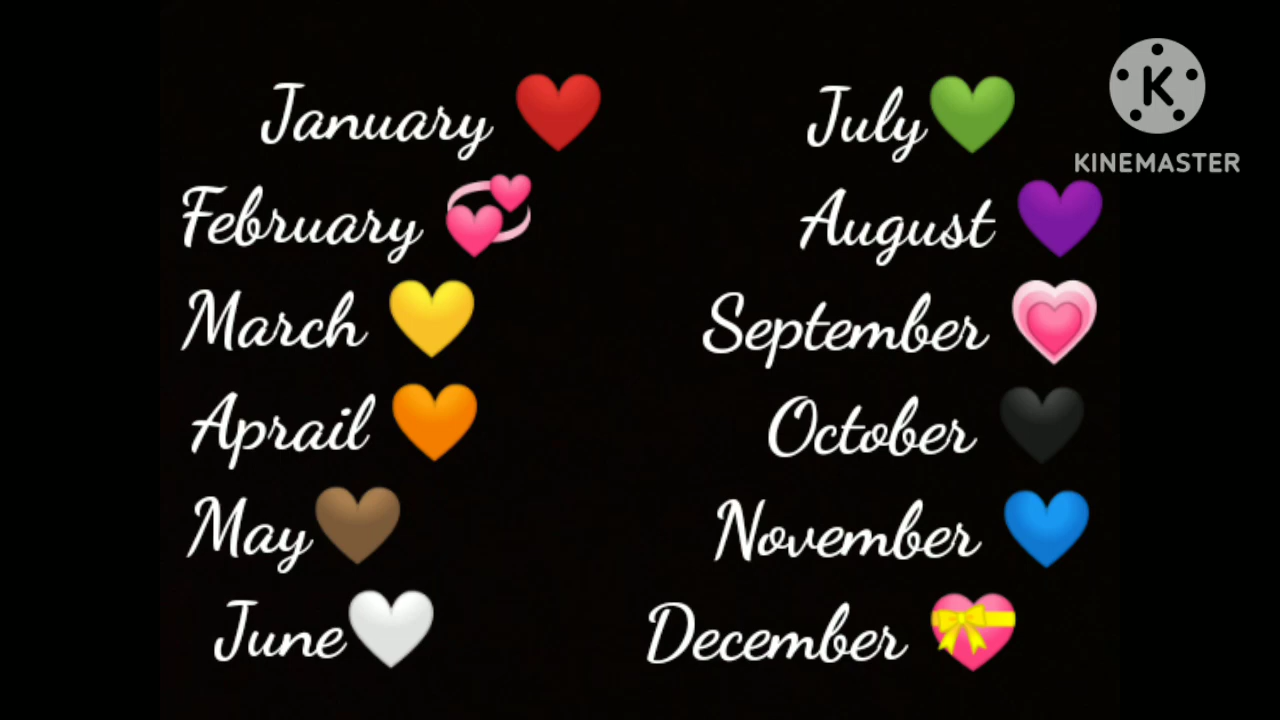 January ❤️
February 💞
March 💛
Aprail 🧡
May🤎
June🤍
July💚
August 💜
September 💗
October 🖤
November 💙
December 💝
K
KINEMASTER